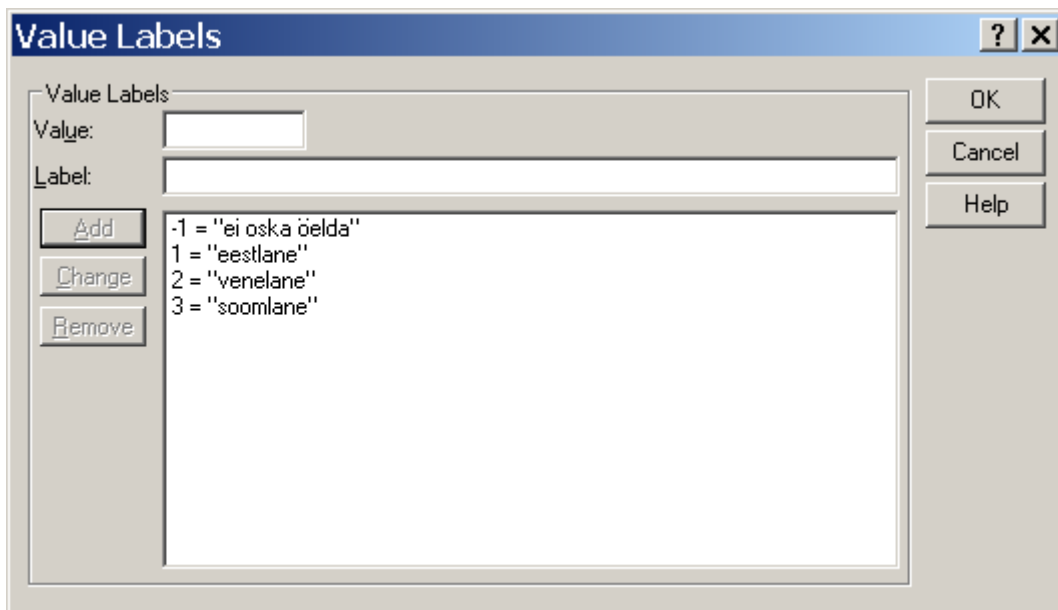 Value Labels
Value Labels
Value:
Label:
Add
Change
Remove
-1 = "ei oska öelda"
1 = "eestlane"
2 = "venelane"
3 = "soomlane"
OK
Cancel
Help